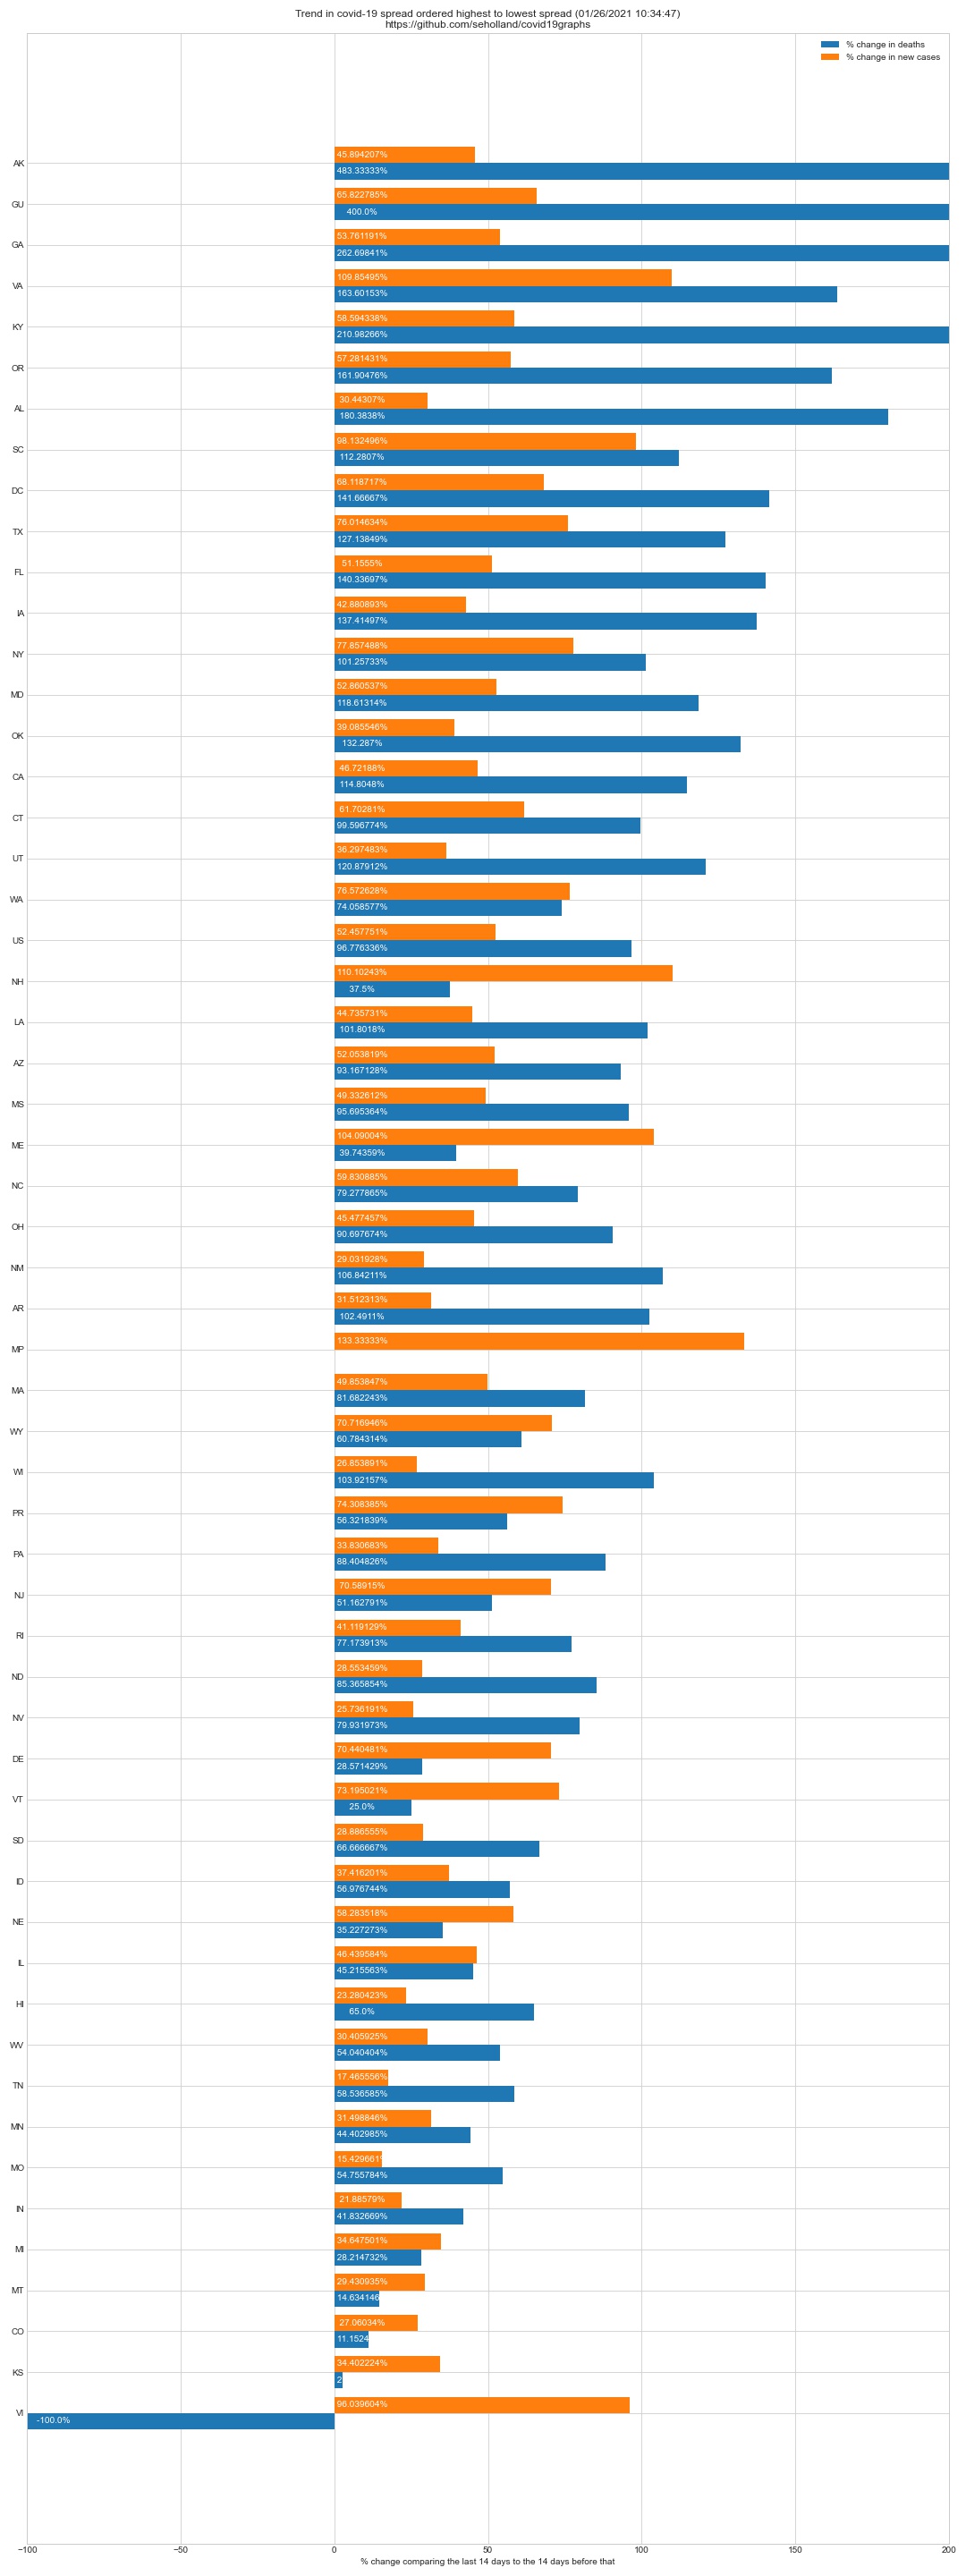 Trend in covid-19 spread ordered highest to lowest spread (01/26/2021 10:34:47)
https://github.com/seholland/covid19graphs
% change in deaths
% change in new cases
45.894207%
AK
483.33333%
65.822785%
GU
400.0%
53.761191%
GA
262.69841%
109.85495%
VA
163.60153%
58.594338%
KY
210.98266%
57.281431%
OR
161.90476%
30.44307%
AL
180.3838%
98.132496%
SC
112.2807%
68.118717%
DC
141.66667%
76.014634%
TX
127.13849%
51.1555%
FL
140.33697%
42.880893%
IA
137.41497%
77.857488%
NY
101.25733%
52.860537%
MD
118.61314%
39.085546%
OK
132.287%
46.72188%
CA
114.8048%
61.70281%
CT
99.596774%
36.297483%
UT
120.87912%
76.572628%
WA
74.058577%
52.457751%
US
96.776336%
110.10243%
NH
37.5%
44.735731%
LA
101.8018%
52.053819%
AZ
93.167128%
49.332612%
MS
95.695364%
104.09004%
ME
39.74359%
59.830885%
NC
79.277865%
45.477457%
OH
90.697674%
29.031928%
NM
106.84211%
31.512313%
AR
102.4911%
133.33333%
MP
49.853847%
MA
81.682243%
70.716946%
WY
60.784314%
26.853891%
WI
103.92157%
74.308385%
PR
56.321839%
33.830683%
PA
88.404826%
70.58915%
NJ
51.162791%
41.119129%
RI
77.173913%
28.553459%
ND
85.365854%
25.736191%
NV
79.931973%
70.440481%
DE
28.571429%
73.195021%
VT
25.0%
28.886555%
SD
66.666667%
37.416201%
ID
56.976744%
58.283518%
NE
35.227273%
46.439584%
IL
45.215563%
23.280423%
HI
65.0%
30.405925%
WV
54.040404%
17.465556%
TN
58.536585%
31.498846%
MN
44.402985%
15.429661
MO
54.755784%
21.88579%
IN
41.832669%
34.647501%
MI
28.214732%
29.430935%
MT
14.634146
27.06034%
CO
11.1524
34.402224%
KS
2
96.039604%
VI
-100.0%
−100 −50 0 50 100 150 200
% change comparing the last 14 days to the 14 days before that